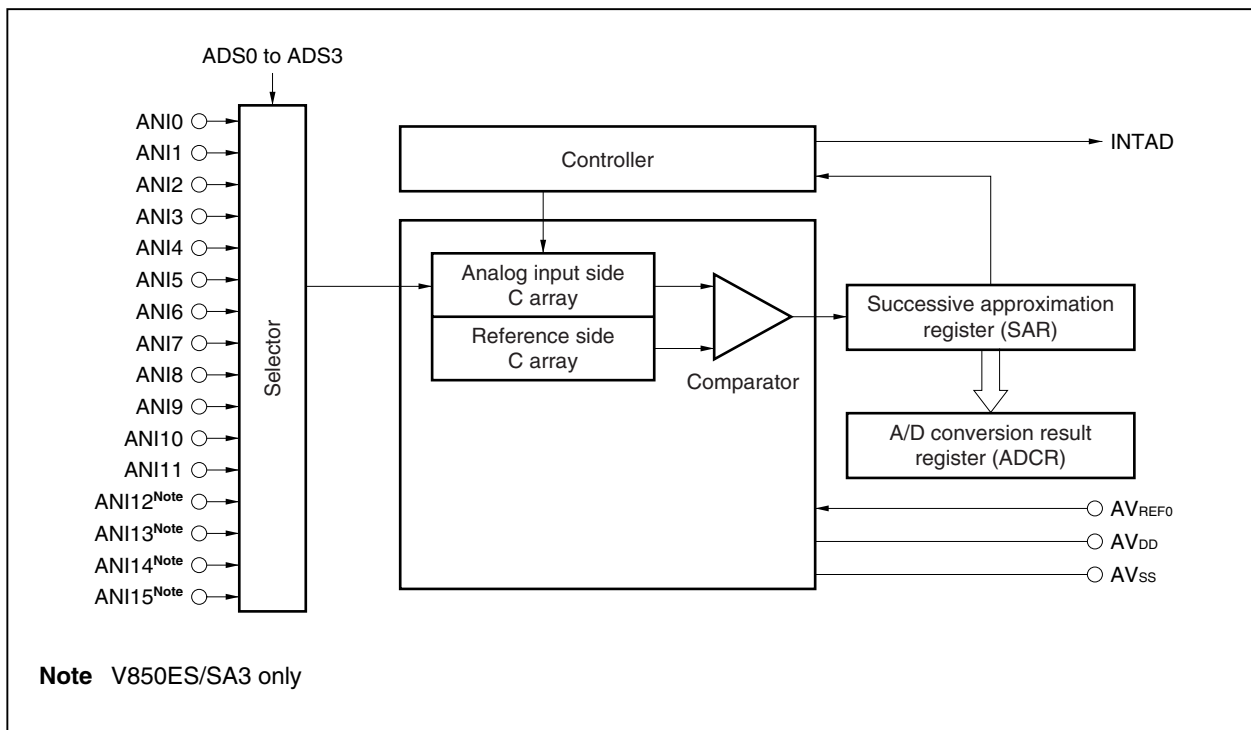 ADS0 to ADS3
ANI0
ANI1
ANI2
ANI3
ANI4
ANI5
ANI6
ANI7
ANI8
ANI9
ANI10
ANI11
ANI12Note
ANI13Note
ANI14Note
ANI15Note
Selector
Controller
INTAD
Analog input side
C array
Reference side
C array
Comparator
Successive approximation
register (SAR)
A/D conversion result
register (ADCR)
AVREF0
AVDD
AVSS
Note V850ES/SA3 only